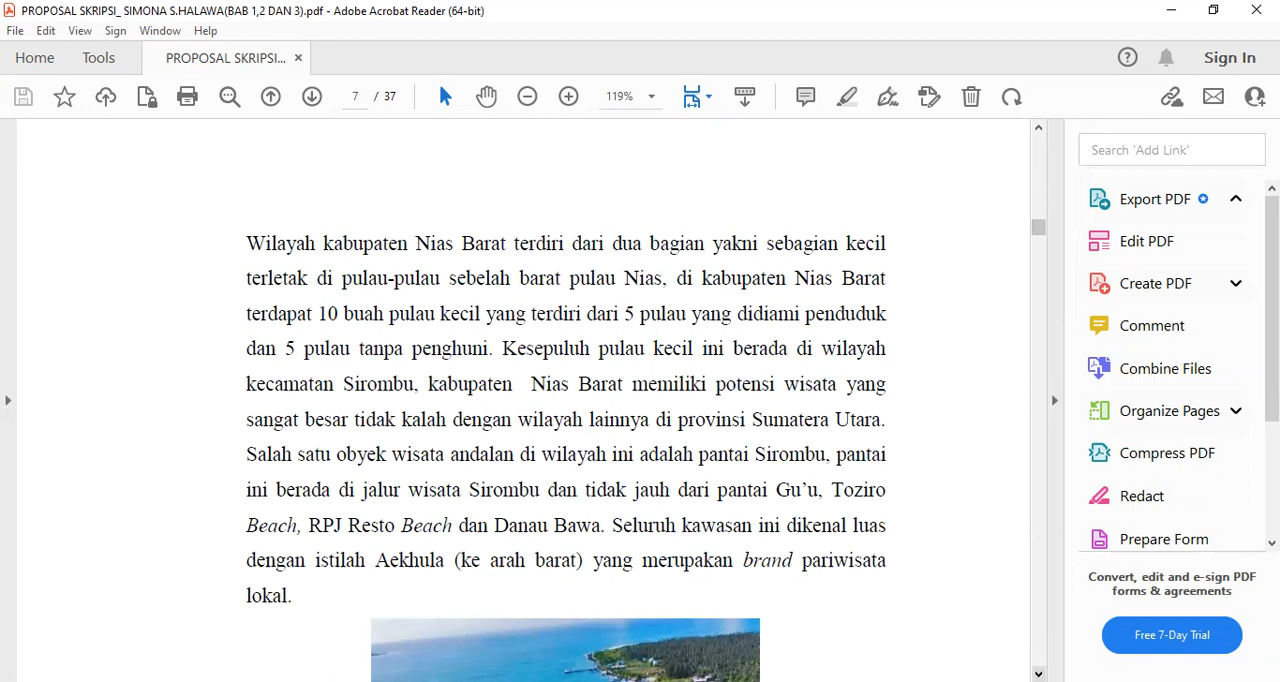 PROPOSAL SKRIPSI_ SIMONA S.HALAWA(BAB 1,2 DAN 3).pdf - Adobe Acrobat Reader (64-bit)
File Edit View Sign Window Help
Home Tools PROPOSAL SKRIPSI... × Sign In
7 / 37 119%
Search 'Add Link'
Export PDF
Edit PDF
Create PDF
Comment
Combine Files
Organize Pages
Compress PDF
Redact
Prepare Form
Convert, edit and e-sign PDF
forms & agreements
Free 7-Day Trial
Wilayah kabupaten Nias Barat terdiri dari dua bagian yakni sebagian kecil
terletak di pulau-pulau sebelah barat pulau Nias, di kabupaten Nias Barat
terdapat 10 buah pulau kecil yang terdiri dari 5 pulau yang didiami penduduk
dan 5 pulau tanpa penghuni. Kesepuluh pulau kecil ini berada di wilayah
kecamatan Sirombu, kabupaten Nias Barat memiliki potensi wisata yang
sangat besar tidak kalah dengan wilayah lainnya di provinsi Sumatera Utara.
Salah satu obyek wisata andalan di wilayah ini adalah pantai Sirombu, pantai
ini berada di jalur wisata Sirombu dan tidak jauh dari pantai Gu’u, Toziro
Beach, RPJ Resto Beach dan Danau Bawa. Seluruh kawasan ini dikenal luas
dengan istilah Aekhula (ke arah barat) yang merupakan brand pariwisata
lokal.